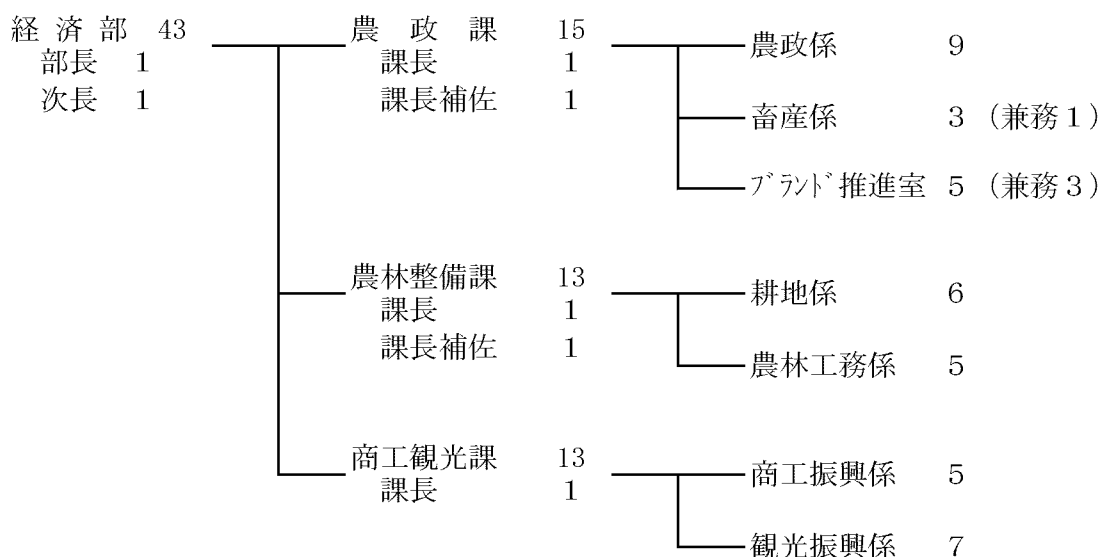 経済部 43 農政課 15 農政係 9
部長 1 課長 1
次長 1 課長補佐 1 畜産係 3 (兼務1)
ブランド推進室 5 (兼務3)
農林整備課 13 耕地係 6
課長 1
課長補佐 1 農林工務係 5
商工観光課 13 商工振興係 5
課長 1
観光振興係 7